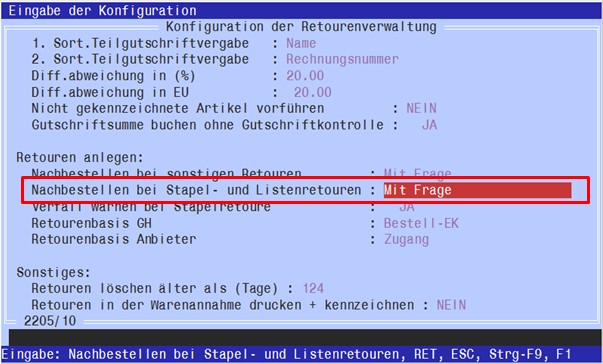 Eingabe der Konfiguration
Konfiguration der Retourenverwaltung
1. Sort.Teilgutschriftvergabe : Name
2. Sort.Teilgutschriftvergabe : Rechnungsnummer
Diff.abweichung in (%) : 20.00
Diff.abweichung in EU : 20.00
Nicht gekennzeichnete Artikel vorführen : NEIN
Gutschriftsumme buchen ohne Gutschriftkontrolle : JA
Retouren anlegen:
Nachbestellen bei sonstigen Retouren : Mit Frage
Nachbestellen bei Stapel- und Listenretouren : Mit Frage
Verfall warnen bei Stapelretoure : JA
Retourenbasis GH : Bestell-EK
Retourenbasis Anbieter : Zugang
Sonstiges:
Retouren löschen älter als (Tage) : 124
Retouren in der Warenannahme drucken + kennzeichnen : NEIN
2205/10
Eingabe: Nachbestellen bei Stapel- und Listenretouren, RET, ESC, Strg-F9, F1